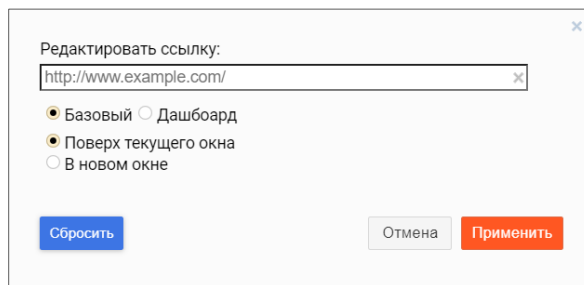 Редактировать ссылку:
http://www.example.com/
Базовый Дашбоард
Поверх текущего окна
В новом окне
Сбросить Отмена Применить